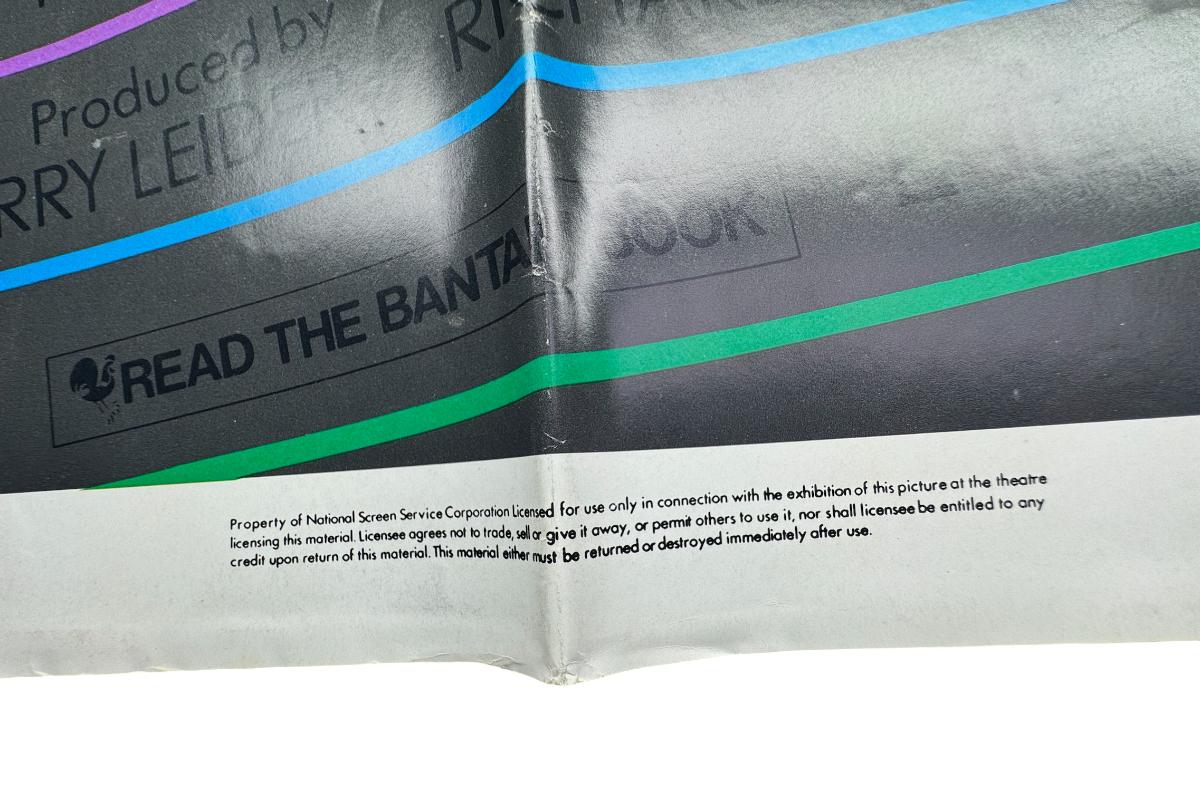 Produced by
RRY LEID
READ THE BANTA BOOK
Property of National Screen Service Corporation Licensed for use only in connection with the exhibition of this picture at the theatre
licensing this material. Licensee agrees not to trade, sell or give it away, or permit others to use it, nor shall licensee be entitled to any
credit upon return of this material. This material either must be returned or destroyed immediately after use.